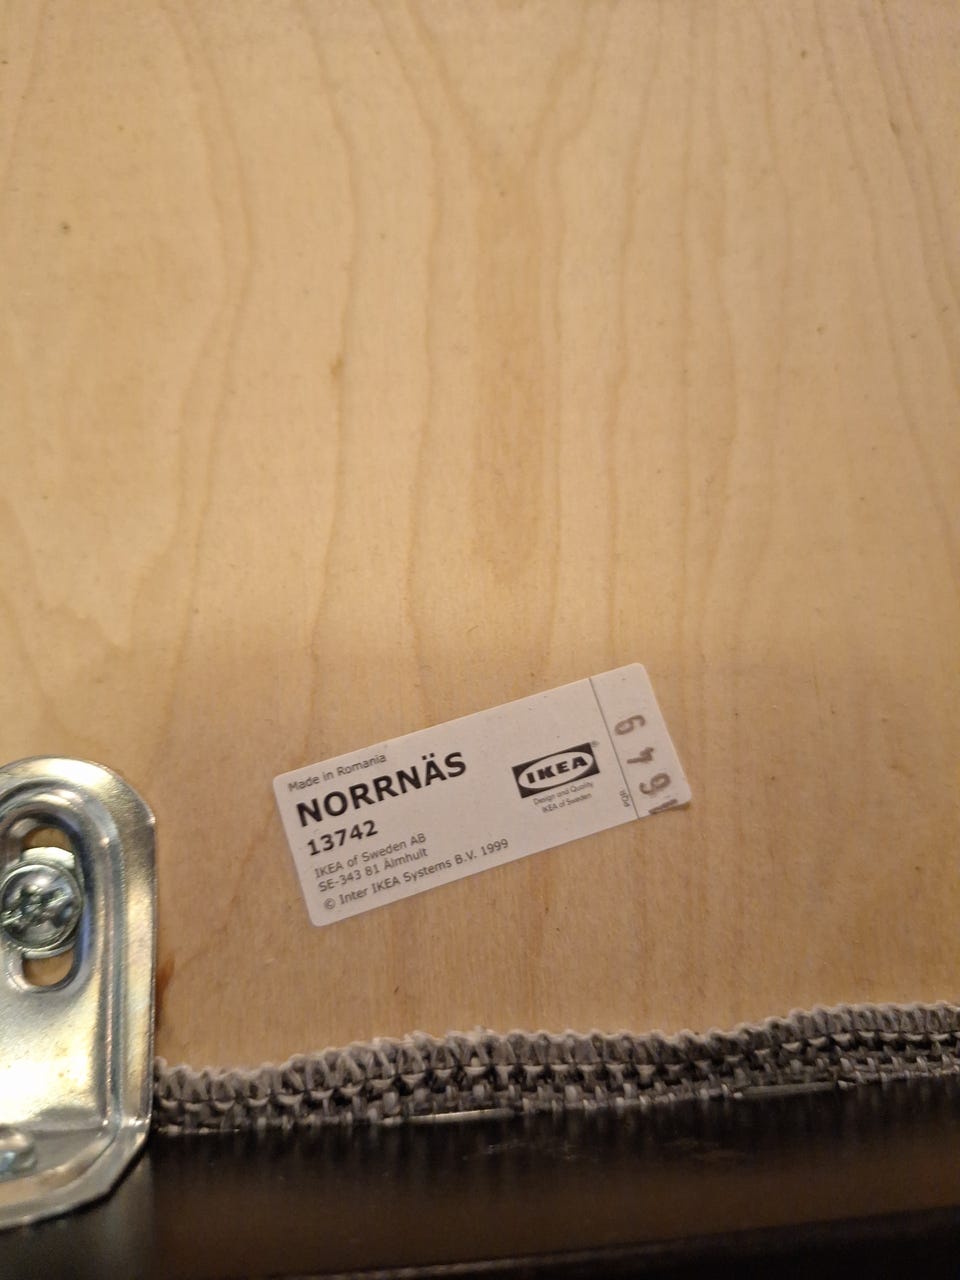 Made in Romania
NORRNÄS
13742
IKEA of Sweden AB
SE-343 81 Älmhult
© Inter IKEA Systems B.V. 1999
IKEA®
Design and Quality
IKEA of Sweden